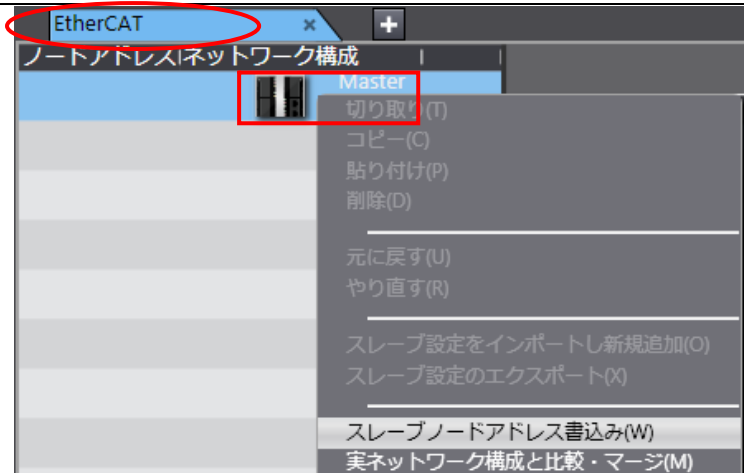 EtherCAT × +
ノードアドレス|ネットワーク構成
Master
切り取り(T)
コピー(C)
貼り付け(P)
削除(D)
元に戻す(U)
やり直す(R)
スレーブ設定をインポートし新規追加(O)
スレーブ設定のエクスポート(X)
スレーブノードアドレス書込み(W)
実ネットワーク構成と比較・マージ(M)